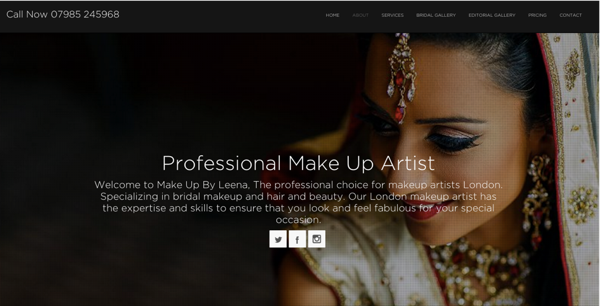 Call Now 07985 245968
HOME ABOUT SERVICES BRIDAL GALLERY EDITORIAL GALLERY PRICING CONTACT
Professional Make Up Artist
Welcome to Make Up By Leena, The professional choice for makeup artists London.
Specializing in bridal makeup and hair and beauty. Our London makeup artist has
the expertise and skills to ensure that you look and feel fabulous for your special
occasion.